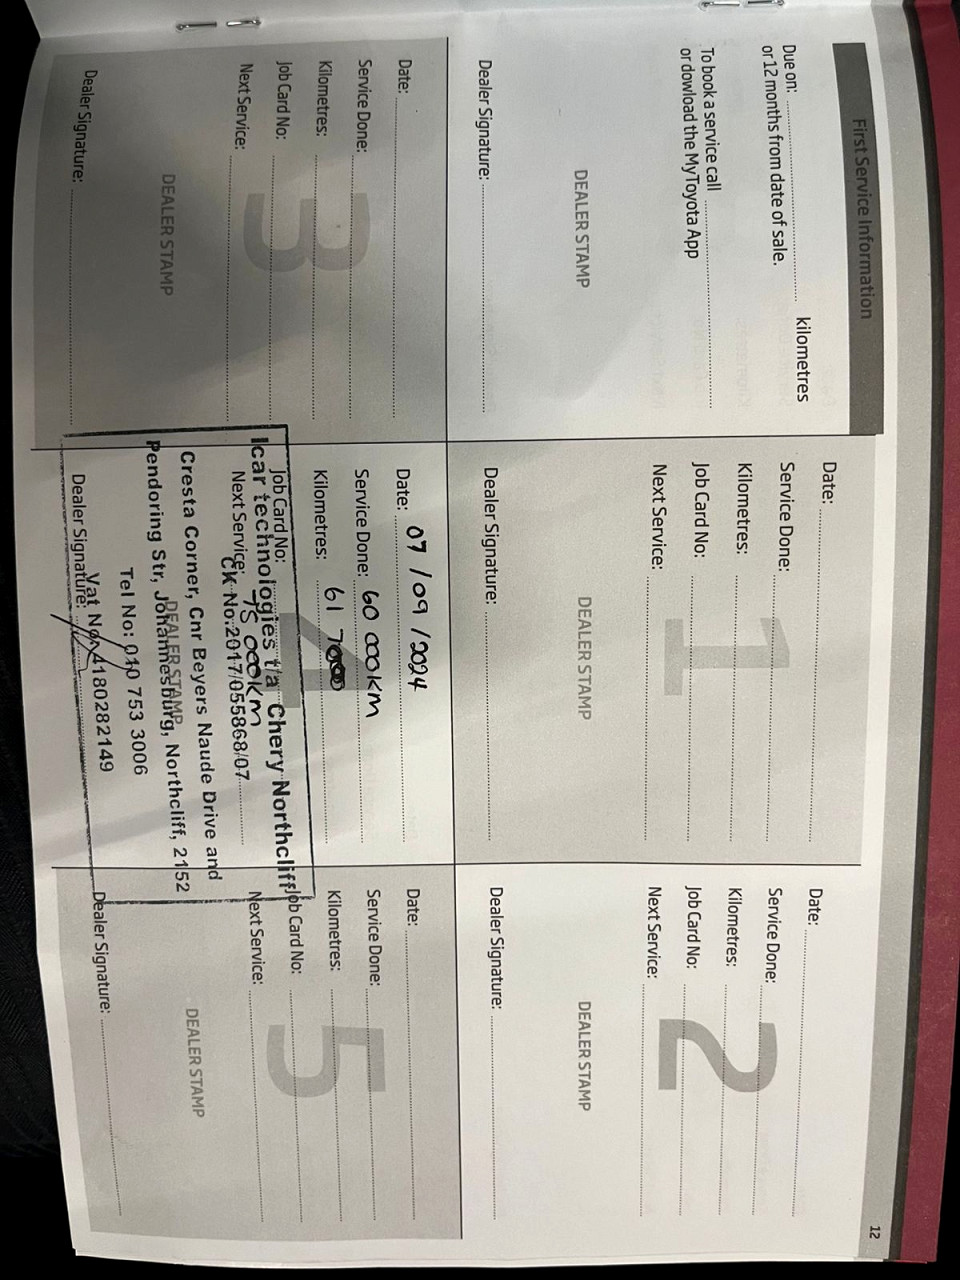 First Service Information
12
Due on: kilometres
or 12 months from date of sale.
To book a service call
or dowload the MyToyota App
DEALER STAMP
Dealer Signature:
1
Date:
Service Done:
Kilometres:
Job Card No:
Next Service:
DEALER STAMP
Dealer Signature:
2
Date:
Service Done:
Kilometres:
Job Card No:
Next Service:
DEALER STAMP
Dealer Signature:
3
Date:
Service Done:
Kilometres:
Job Card No:
Next Service:
DEALER STAMP
Dealer Signature:
4
Date: 07/09/2024
Service Done: 60 000 KM
Kilometres: 61
Job Card No:
Icar technologies t/a Chery Northcliff
Next Service: 75 000KM
CK No:2017/055868/07
Cresta Corner, Cnr Beyers Naude Drive and
DEALER STAMP
Pendoring Str, Johannesburg, Northcliff, 2152
Tel No: 010 753 3006
Dealer Signature:
Vat No: 4180282149
5
Date:
Service Done:
Kilometres:
Job Card No:
Next Service:
DEALER STAMP
Dealer Signature: